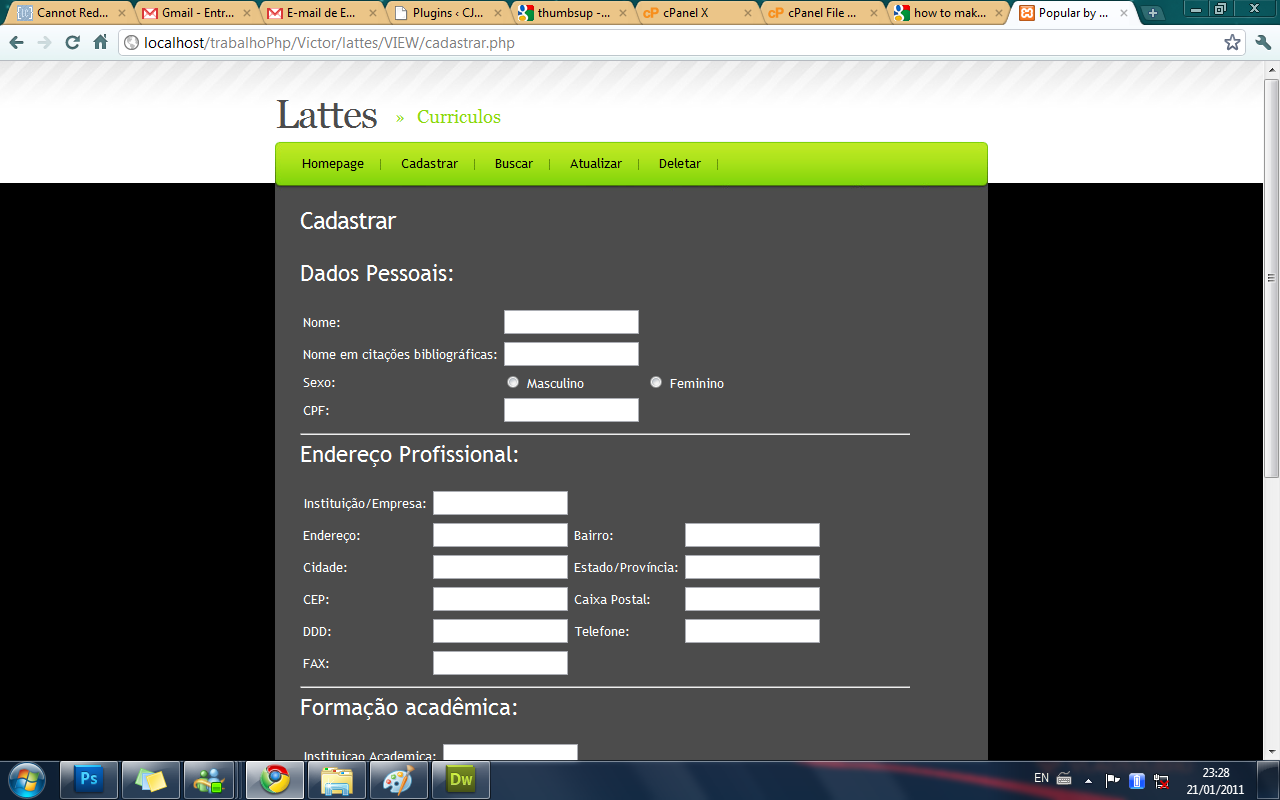 Cannot Red... Gmail - Entr... E-mail de E... Plugins ‹ CJ... thumbsup -... cP cPanel X cP cPanel File ... how to mak... Popular by ...
localhost/trabalhoPhp/Victor/lattes/VIEW/cadastrar.php
Lattes » Curriculos
Homepage | Cadastrar | Buscar | Atualizar | Deletar |
Cadastrar
Dados Pessoais:
Nome:
Nome em citações bibliográficas:
Sexo: Masculino Feminino
CPF:
Endereço Profissional:
Instituição/Empresa:
Endereço: Bairro:
Cidade: Estado/Província:
CEP: Caixa Postal:
DDD: Telefone:
FAX:
Formação acadêmica:
Instituicao Academica:
Ps Dw EN 23:28
21/01/2011